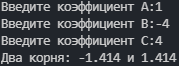 Введите коэффициент A:1
Введите коэффициент B:-4
Введите коэффициент C:4
Два корня: -1.414 и 1.414